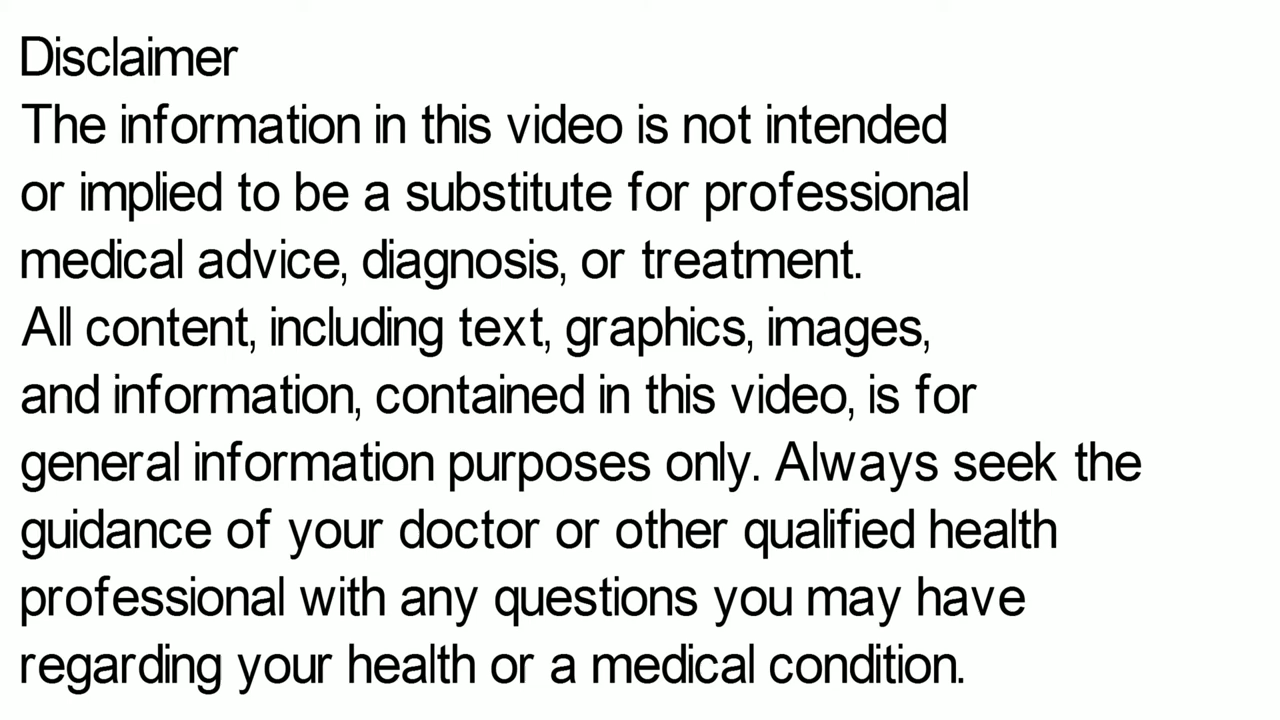 Disclaimer
The information in this video is not intended
or implied to be a substitute for professional
medical advice, diagnosis, or treatment.
All content, including text, graphics, images,
and information, contained in this video, is for
general information purposes only. Always seek the
guidance of your doctor or other qualified health
professional with any questions you may have
regarding your health or a medical condition.